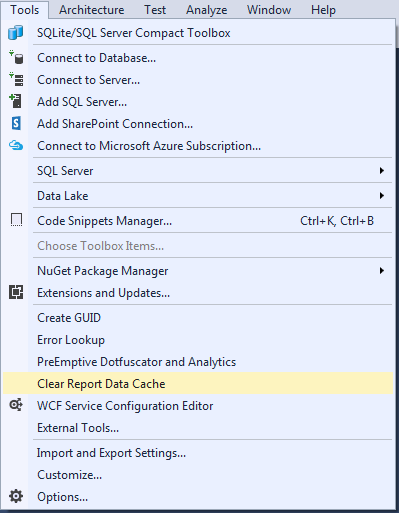 Tools Architecture Test Analyze Window Help
SQLite/SQL Server Compact Toolbox
Connect to Database...
Connect to Server...
Add SQL Server...
Add SharePoint Connection...
Connect to Microsoft Azure Subscription...
SQL Server
Data Lake
Code Snippets Manager... Ctrl+K, Ctrl+B
Choose Toolbox Items...
NuGet Package Manager
Extensions and Updates...
Create GUID
Error Lookup
PreEmptive Dotfuscator and Analytics
Clear Report Data Cache
WCF Service Configuration Editor
External Tools...
Import and Export Settings...
Customize...
Options...